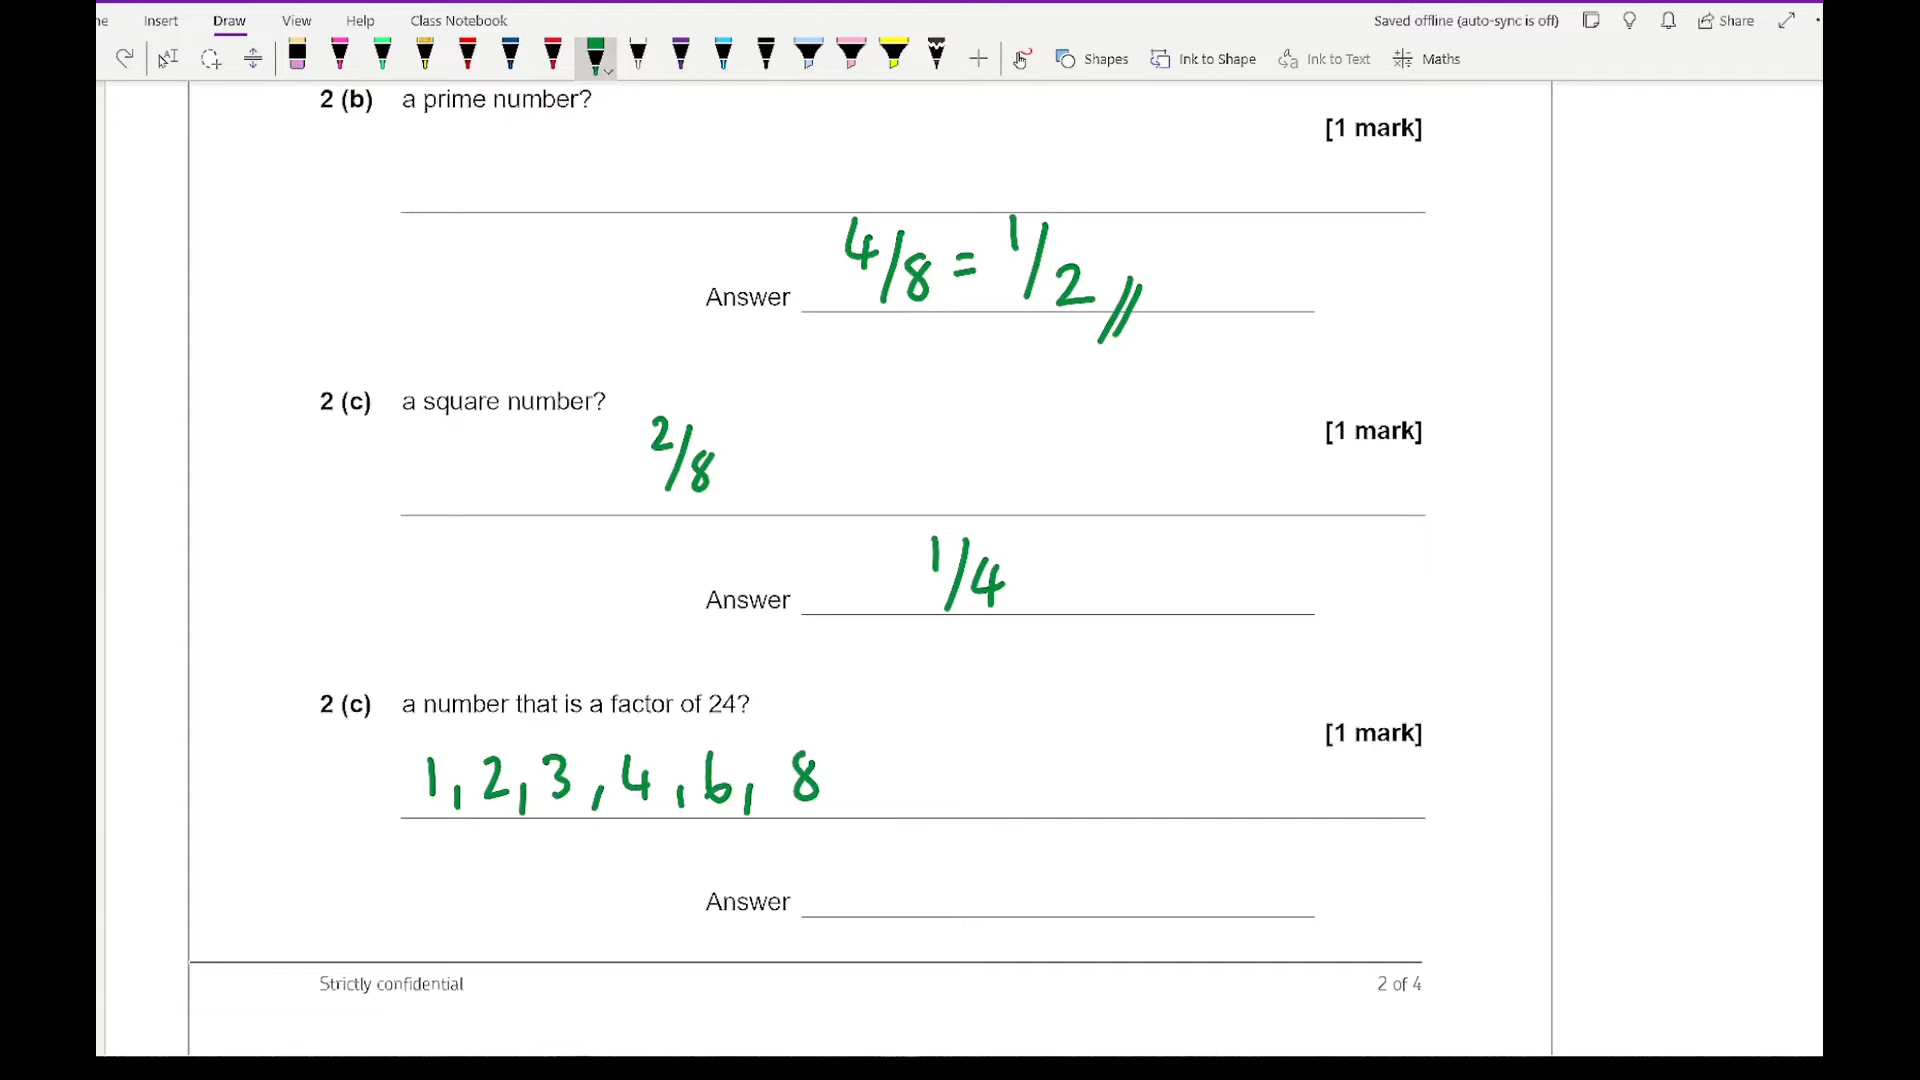 Insert Draw View Help Class Notebook Saved offline (auto-sync is off) Share
Shapes Ink to Shape Ink to Text Maths
2 (b) a prime number?
[1 mark]
4/8 = 1/2 //
Answer
2 (c) a square number?
[1 mark]
2/8
1/4
Answer
2 (c) a number that is a factor of 24?
[1 mark]
1, 2, 3, 4, 6, 8
Answer
Strictly confidential 2 of 4